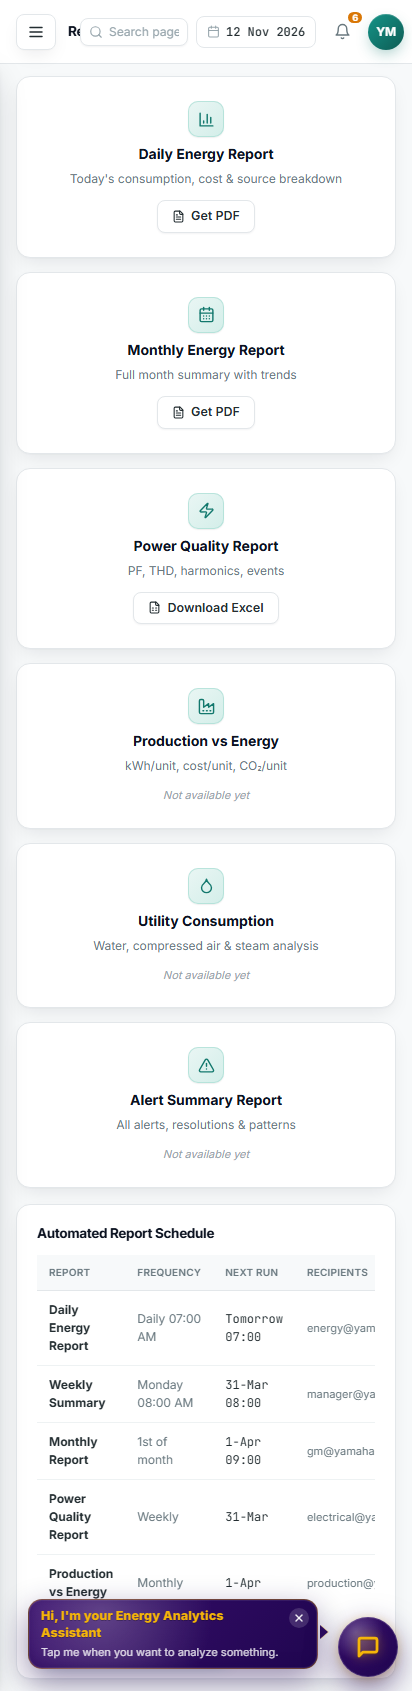 Search page
12 Nov 2026
6
YM
Daily Energy Report
Today's consumption, cost & source breakdown
Get PDF
Monthly Energy Report
Full month summary with trends
Get PDF
Power Quality Report
PF, THD, harmonics, events
Download Excel
Production vs Energy
kWh/unit, cost/unit, CO₂/unit
Not available yet
Utility Consumption
Water, compressed air & steam analysis
Not available yet
Alert Summary Report
All alerts, resolutions & patterns
Not available yet
Automated Report Schedule
REPORT FREQUENCY NEXT RUN RECIPIENTS
Daily Energy Report
Daily 07:00 AM
Tomorrow 07:00
energy@yam
Weekly Summary
Monday 08:00 AM
31-Mar 08:00
manager@ya
Monthly Report
1st of month
1-Apr 09:00
gm@yamaha
Power Quality Report
Weekly
31-Mar
electrical@ya
Production vs Energy
Monthly
1-Apr
production@
Hi, I'm your Energy Analytics
Assistant
Tap me when you want to analyze something.